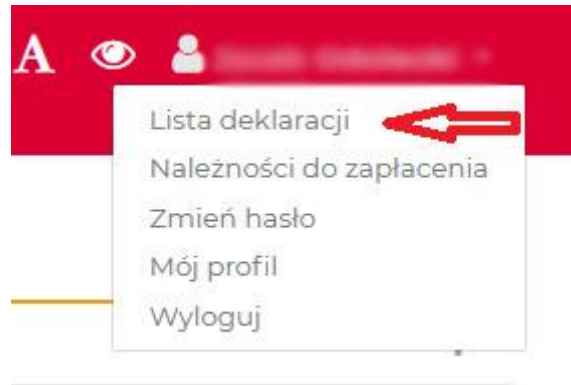 A
Lista deklaracji
Należności do zapłacenia
Zmień hasło
Mój profil
Wyloguj